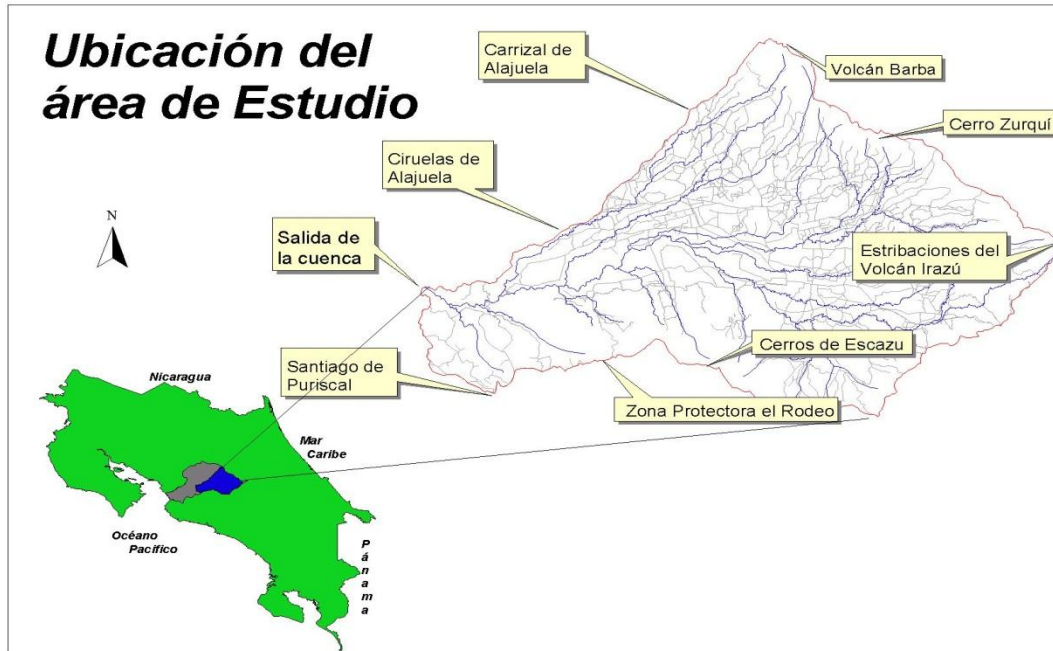 Ubicación del
área de Estudio
Carrizal de
Alajuela
Volcán Barba
Cerro Zurquí
Ciruelas de
Alajuela
N
Salida de
la cuenca
Estribaciones del
Volcán Irazú
Cerros de Escazu
Santiago de
Puriscal
Zona Protectora el Rodeo
Nicaragua
Mar
Caribe
Océano
Pacífico
Pánama